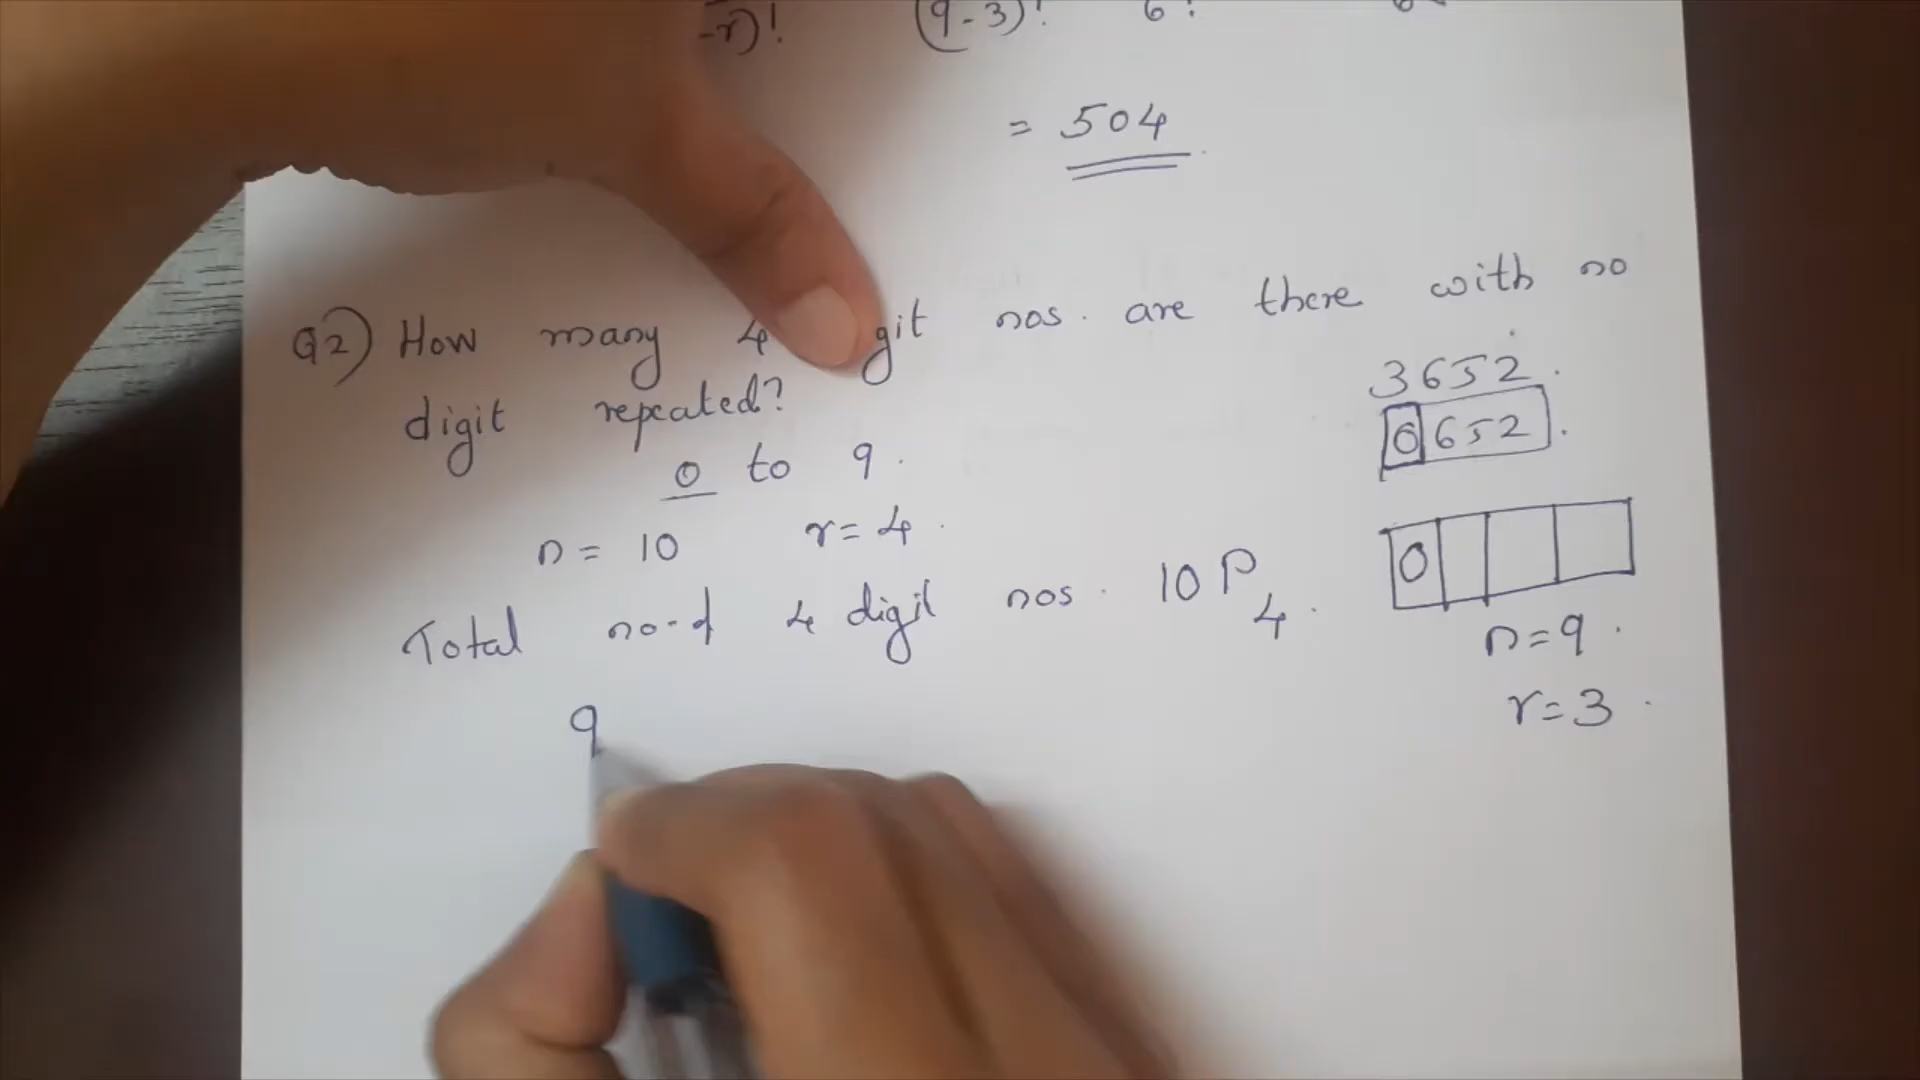 -r)! (9-3)! 6!
= 504
Q2) How many 4 git nos. are there with no
digit repeated?
3652.
0652.
0 to 9.
n = 10 r = 4.
0
Total no. of 4 digit nos. 10P4.
n = 9.
r = 3.
9